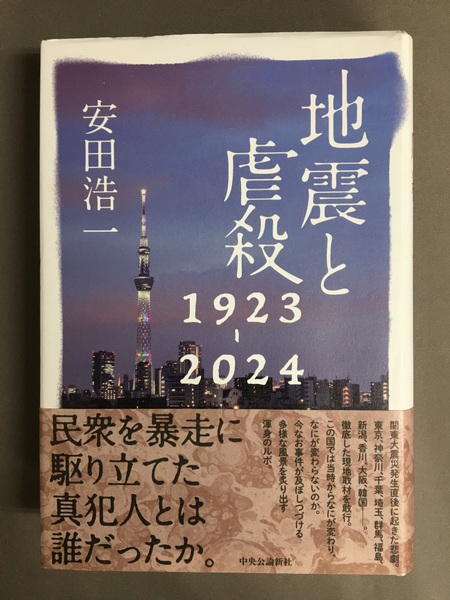 地震と
虐殺
1923
-
2024
安田浩一
関東大震災発生直後に起きた悲劇。
東京、神奈川、千葉、埼玉、群馬、福島、
新潟、香川、大阪、韓国——。
徹底した現地取材を敢行。
この国では当時からなにが変わり、
なにが変わらないのか。
今なお事件が及ぼしつづける
多様な風景を炙り出す
渾身のルポ。
民衆を暴走に
駆り立てた
真犯人とは
誰だったか。
中央公論新社